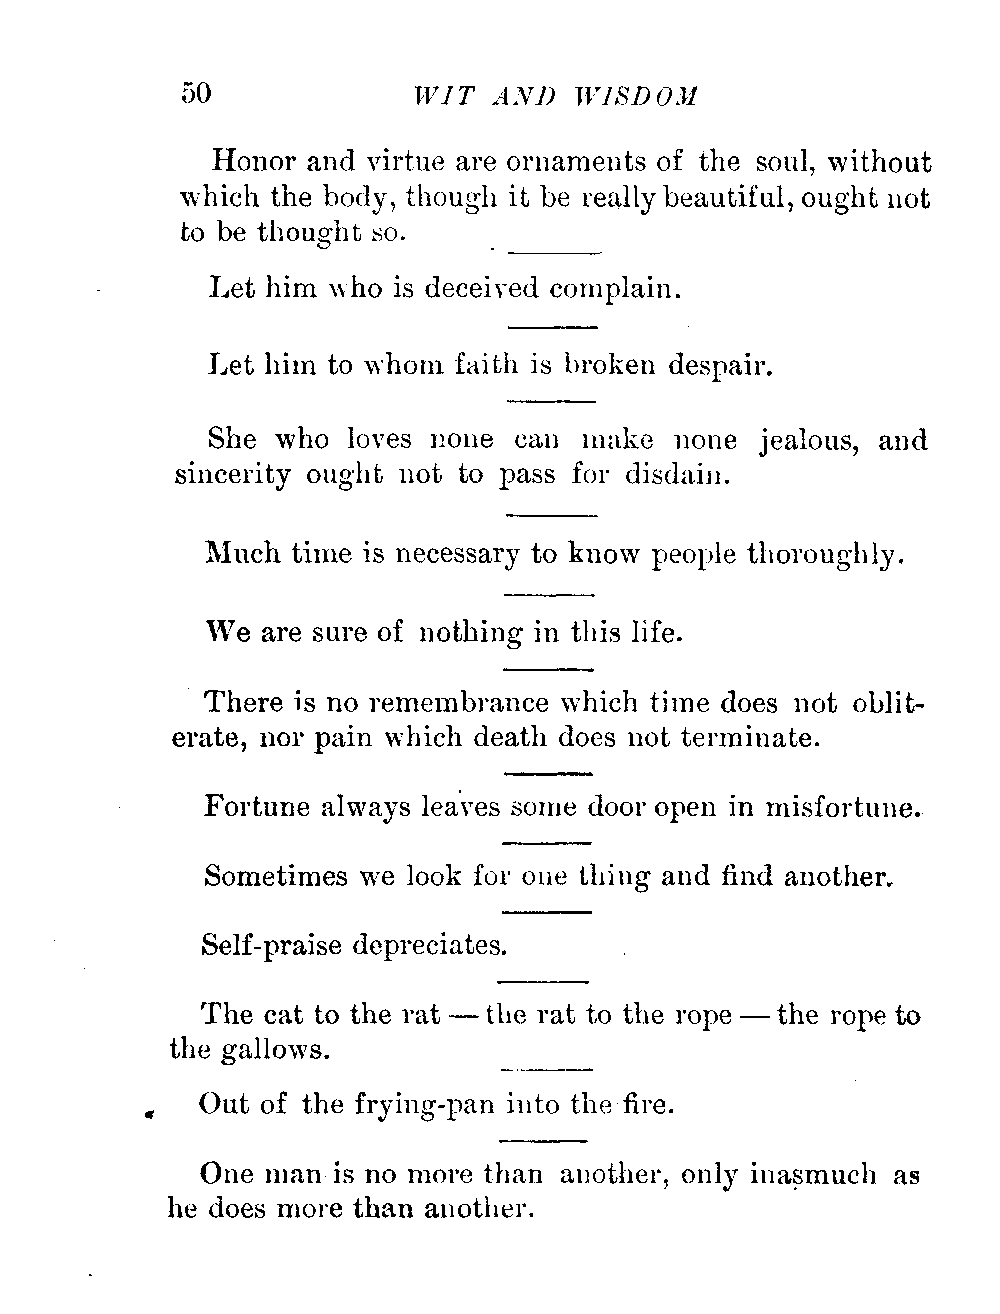 50 WIT AND WISDOM
Honor and virtue are ornaments of the soul, without
which the body, though it be really beautiful, ought not
to be thought so.
Let him who is deceived complain.
Let him to whom faith is broken despair.
She who loves none can make none jealous, and
sincerity ought not to pass for disdain.
Much time is necessary to know people thoroughly.
We are sure of nothing in this life.
There is no remembrance which time does not oblit-
erate, nor pain which death does not terminate.
Fortune always leaves some door open in misfortune.
Sometimes we look for one thing and find another.
Self-praise depreciates.
The cat to the rat — the rat to the rope — the rope to
the gallows.
Out of the frying-pan into the fire.
One man is no more than another, only inasmuch as
he does more than another.